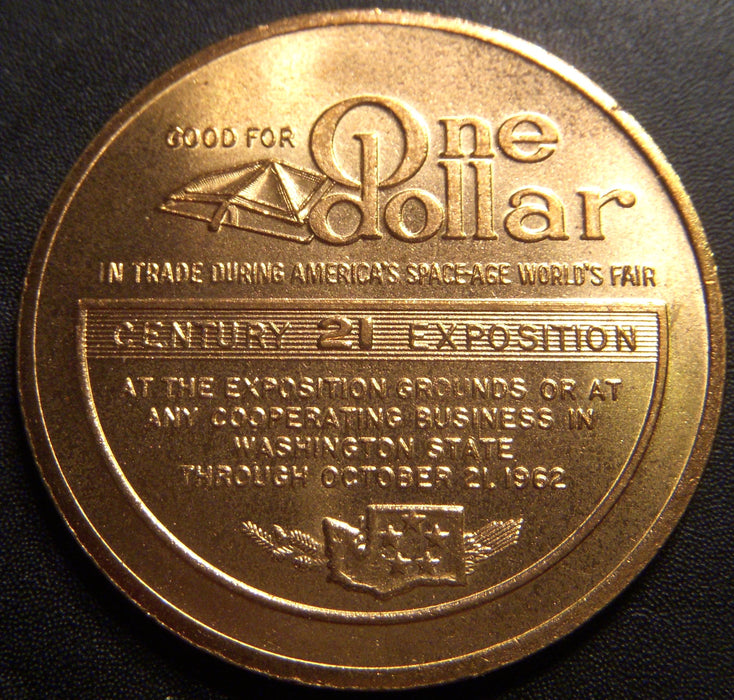 GOOD FOR One dollar
IN TRADE DURING AMERICA'S SPACE-AGE WORLD'S FAIR
CENTURY 21 EXPOSITION
AT THE EXPOSITION GROUNDS OR AT
ANY COOPERATING BUSINESS IN
WASHINGTON STATE
THROUGH OCTOBER 21, 1962